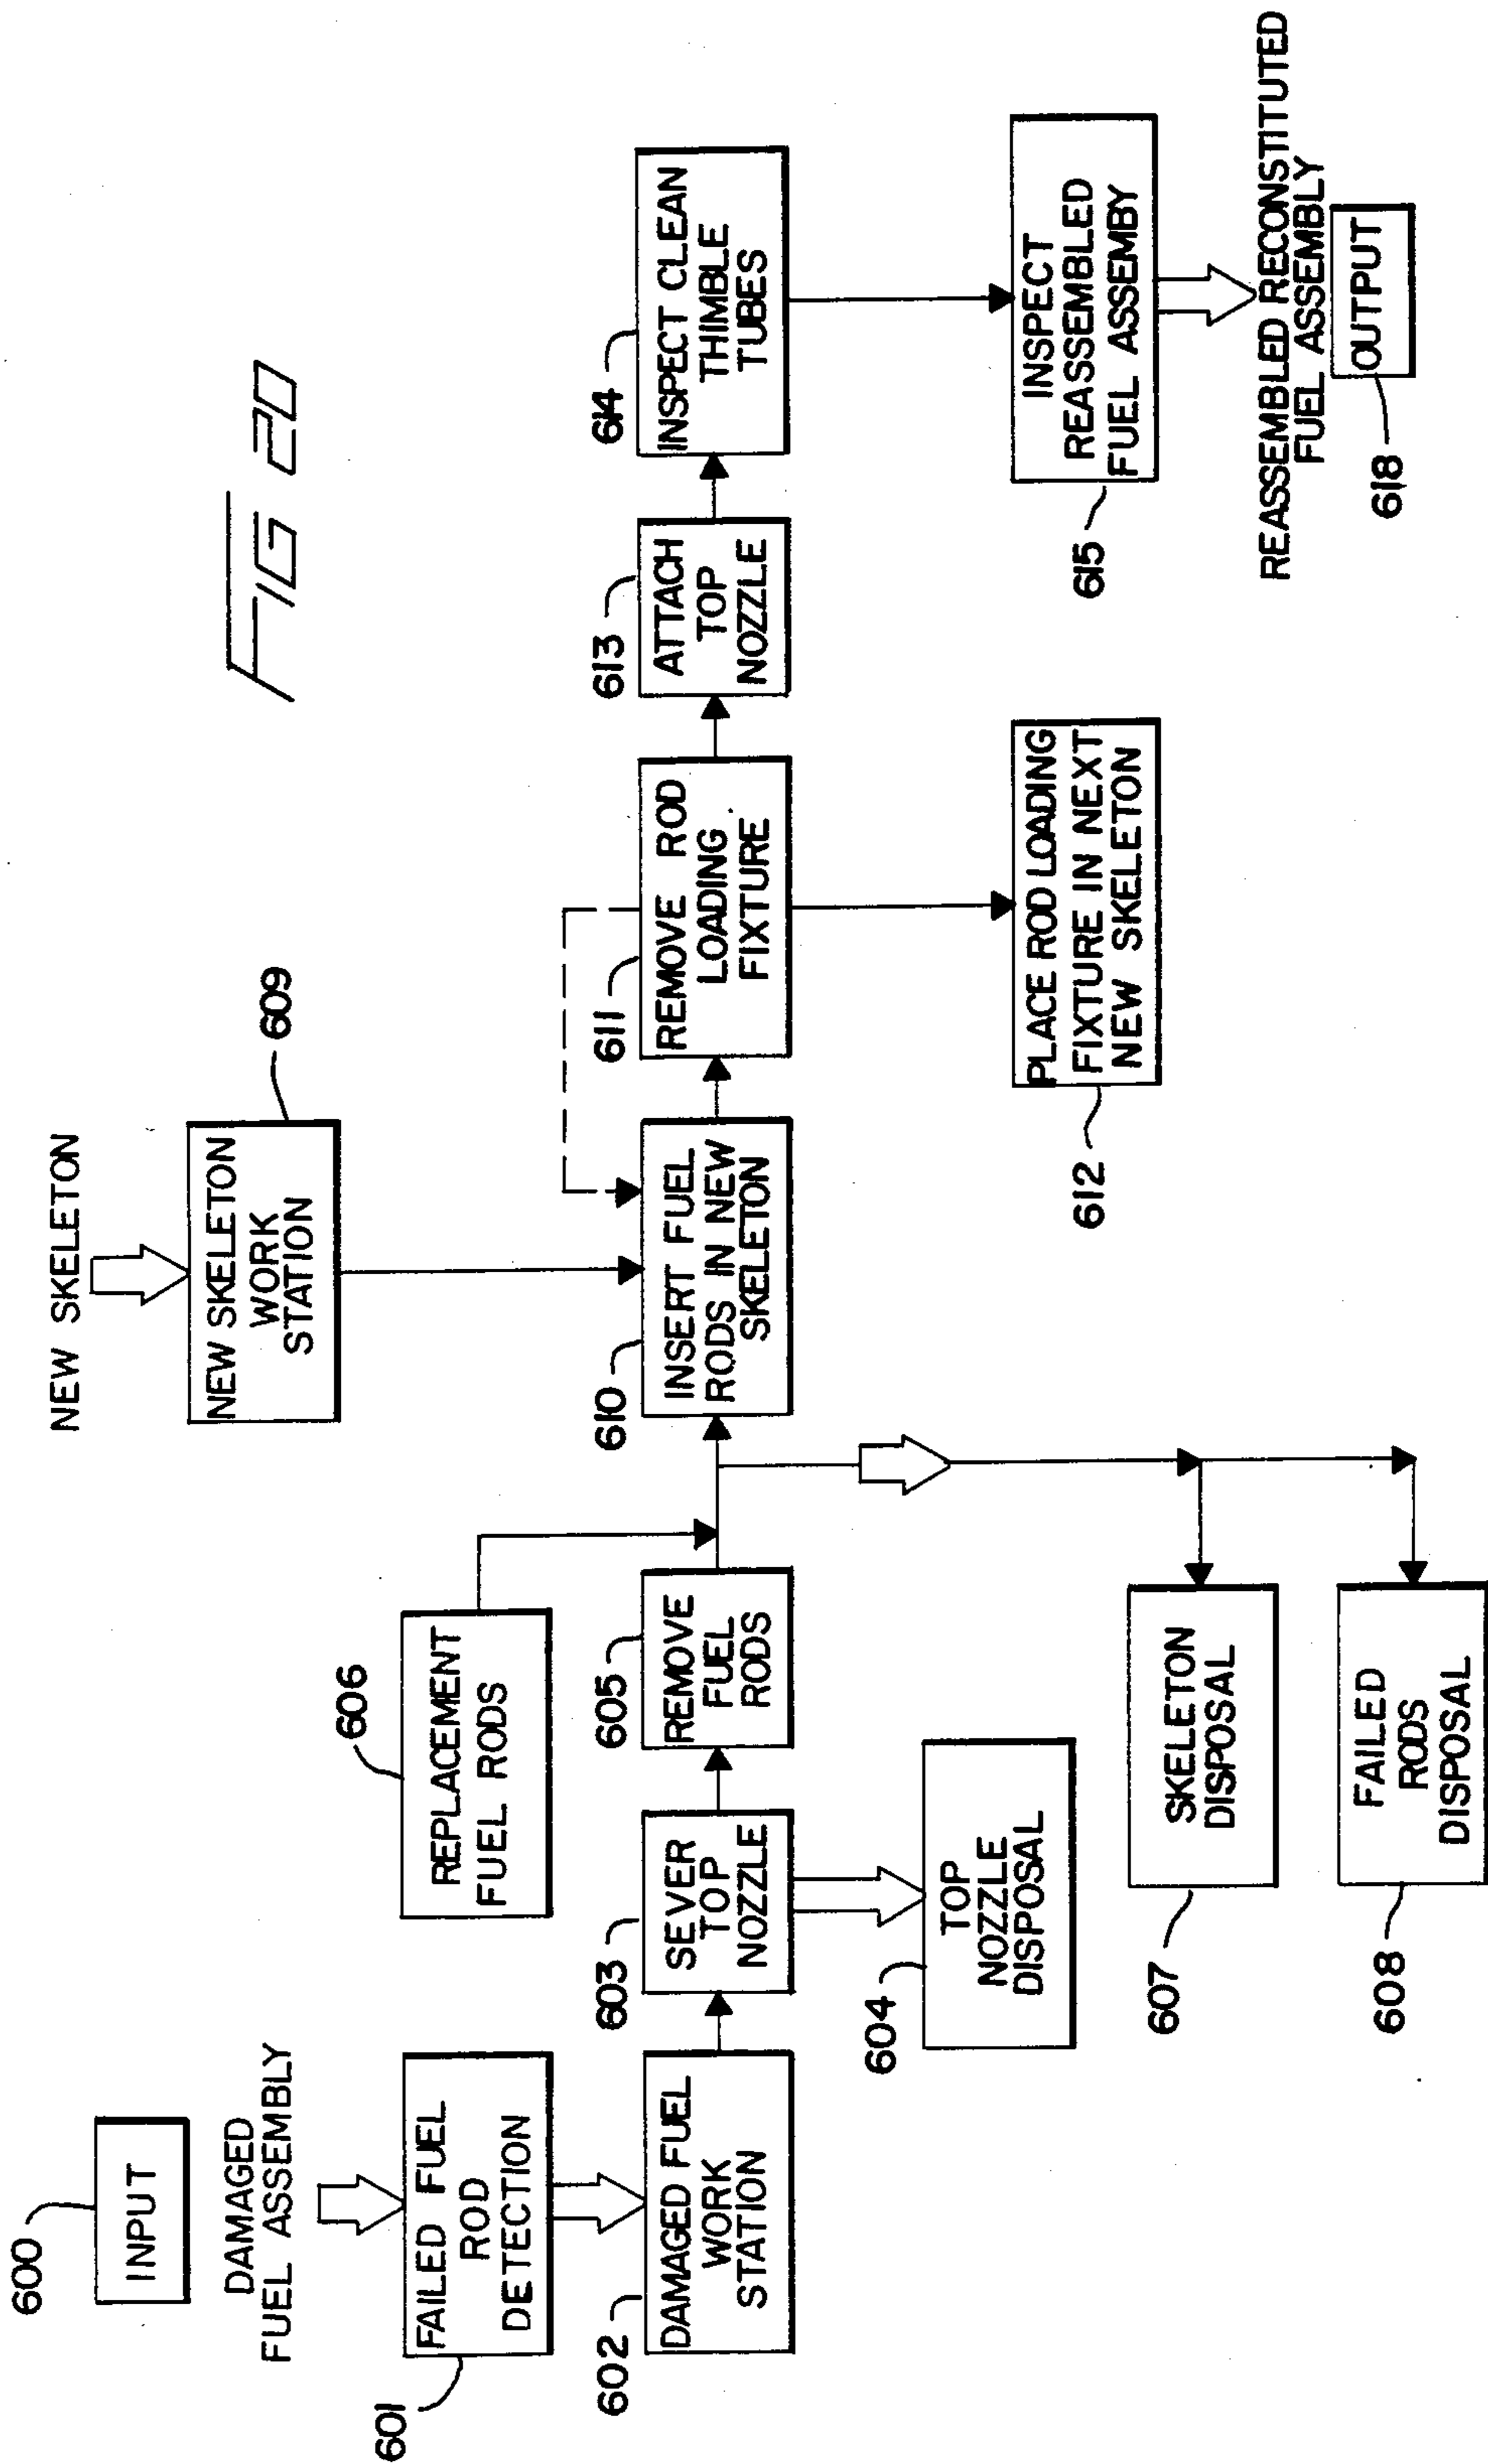 FIG 20
600
INPUT
DAMAGED
FUEL ASSEMBLY
601
FAILED FUEL
ROD
DETECTION
602
DAMAGED FUEL
WORK
STATION
603
SEVER
TOP
NOZZLE
604
TOP
NOZZLE
DISPOSAL
605
REMOVE
FUEL
RODS
606
REPLACEMENT
FUEL RODS
607
SKELETON
DISPOSAL
608
FAILED
RODS
DISPOSAL
NEW SKELETON
609
NEW SKELETON
WORK
STATION
610
INSERT FUEL
RODS IN NEW
SKELETON
611
REMOVE ROD
LOADING
FIXTURE
612
PLACE ROD LOADING
FIXTURE IN NEXT
NEW SKELETON
613
ATTACH
TOP
NOZZLE
614
INSPECT CLEAN
THIMBLE
TUBES
615
INSPECT
REASSEMBLED
FUEL ASSEMBY
REASSEMBLED RECONSTITUTED
FUEL ASSEMBLY
OUTPUT
618